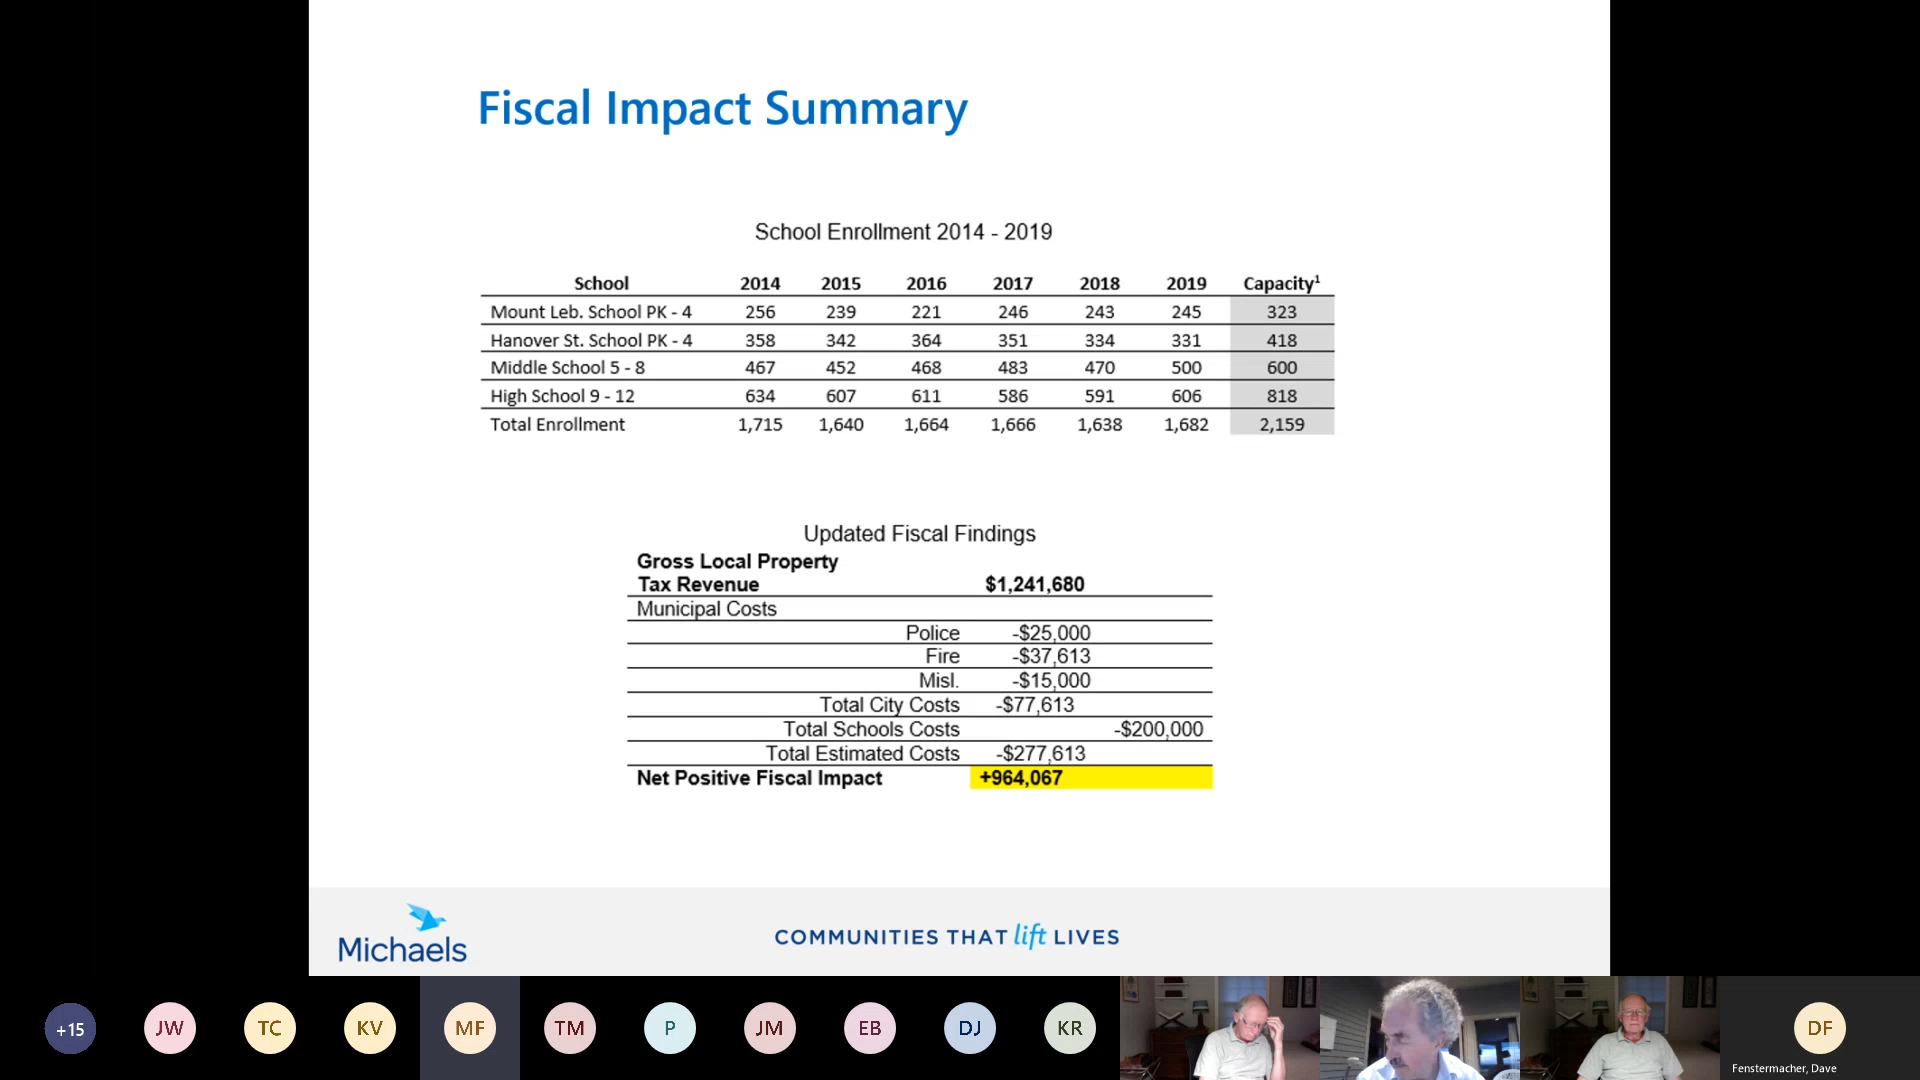 Fiscal Impact Summary
School Enrollment 2014 - 2019
School 2014 2015 2016 2017 2018 2019 Capacity¹
Mount Leb. School PK - 4 256 239 221 246 243 245 323
Hanover St. School PK - 4 358 342 364 351 334 331 418
Middle School 5 - 8 467 452 468 483 470 500 600
High School 9 - 12 634 607 611 586 591 606 818
Total Enrollment 1,715 1,640 1,664 1,666 1,638 1,682 2,159
Updated Fiscal Findings
Gross Local Property
Tax Revenue $1,241,680
Municipal Costs
Police -$25,000
Fire -$37,613
Misl. -$15,000
Total City Costs -$77,613
Total Schools Costs -$200,000
Total Estimated Costs -$277,613
Net Positive Fiscal Impact +964,067
Michaels
COMMUNITIES THAT lift LIVES
+15 JW TC KV MF TM P JM EB DJ KR DF
Fenstermacher, Dave